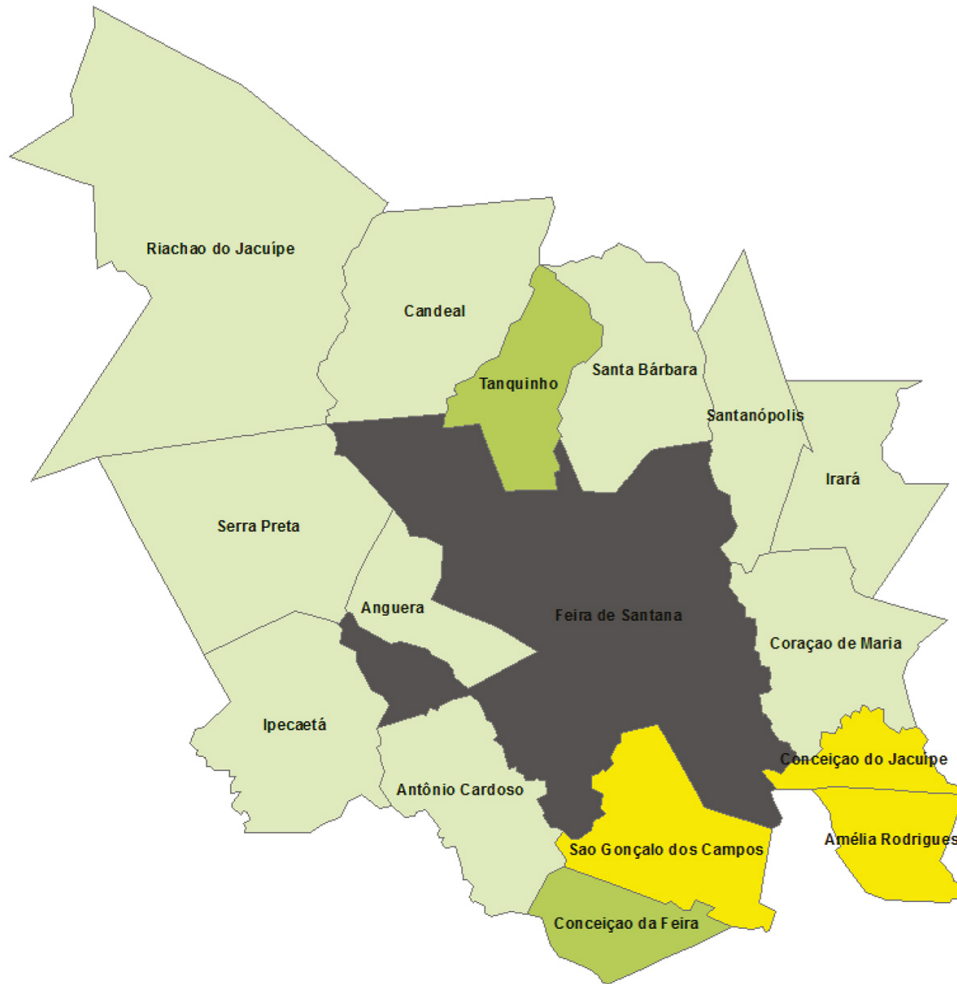 Riachao do Jacuípe
Candeal
Tanquinho
Santa Bárbara
Santanópolis
Irará
Serra Preta
Anguera
Feira de Santana
Coraçao de Maria
Ipecaetá
Conceiçao do Jacuípe
Antônio Cardoso
Sao Gonçalo dos Campos
Amélia Rodrigues
Conceiçao da Feira